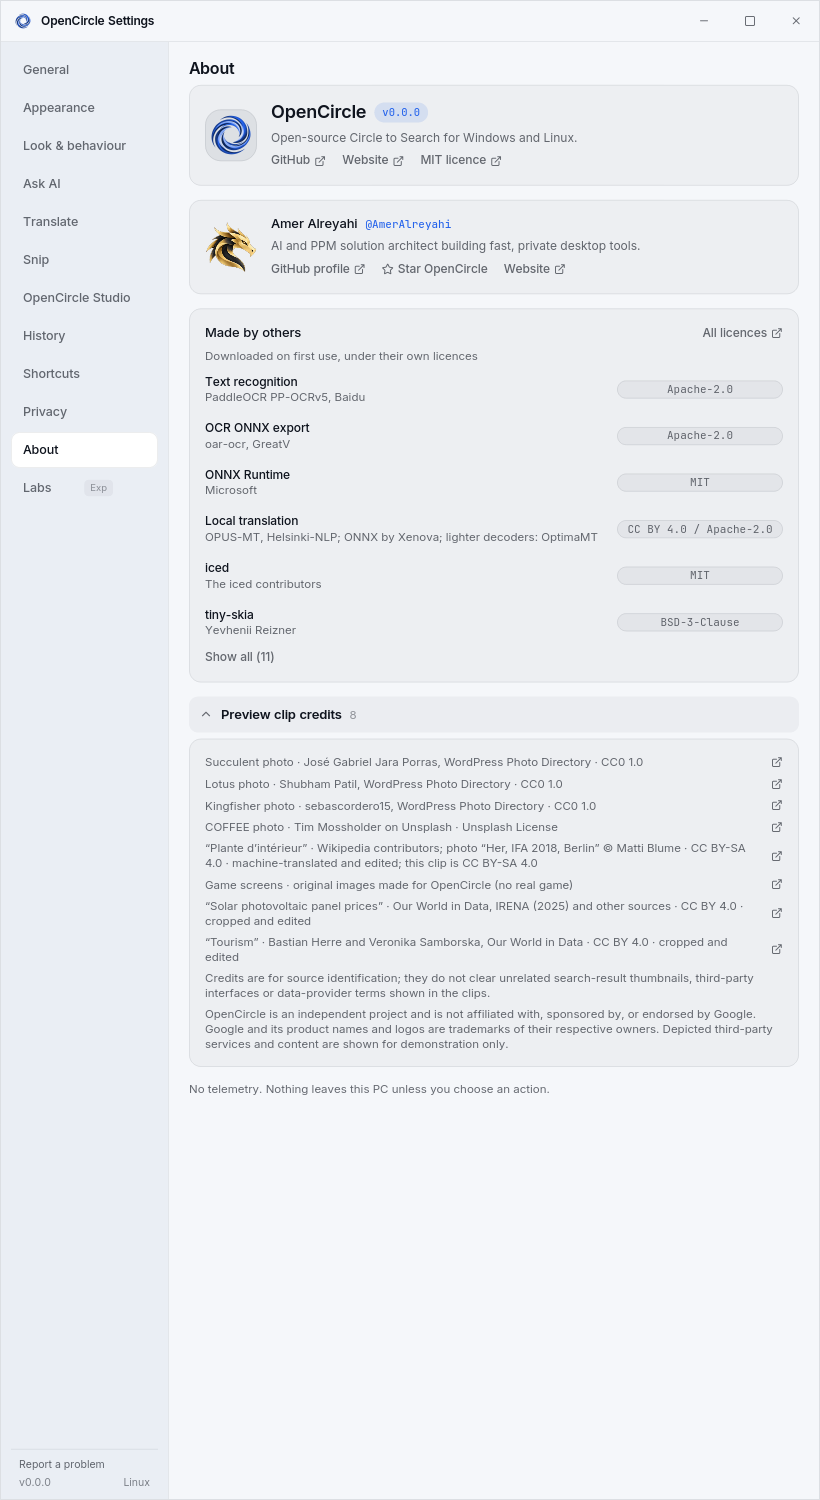 OpenCircle Settings
General
Appearance
Look & behaviour
Ask AI
Translate
Snip
OpenCircle Studio
History
Shortcuts
Privacy
About
Labs Exp
Report a problem
v0.0.0 Linux
About
OpenCircle v0.0.0
Open-source Circle to Search for Windows and Linux.
GitHub Website MIT licence
Amer Alreyahi @AmerAlreyahi
AI and PPM solution architect building fast, private desktop tools.
GitHub profile Star OpenCircle Website
Made by others All licences
Downloaded on first use, under their own licences
Text recognition
PaddleOCR PP-OCRv5, Baidu
Apache-2.0
OCR ONNX export
oar-ocr, GreatV
Apache-2.0
ONNX Runtime
Microsoft
MIT
Local translation
OPUS-MT, Helsinki-NLP; ONNX by Xenova; lighter decoders: OptimaMT
CC BY 4.0 / Apache-2.0
iced
The iced contributors
MIT
tiny-skia
Yevhenii Reizner
BSD-3-Clause
Show all (11)
Preview clip credits 8
Succulent photo · José Gabriel Jara Porras, WordPress Photo Directory · CC0 1.0
Lotus photo · Shubham Patil, WordPress Photo Directory · CC0 1.0
Kingfisher photo · sebascordero15, WordPress Photo Directory · CC0 1.0
COFFEE photo · Tim Mossholder on Unsplash · Unsplash License
“Plante d’intérieur” · Wikipedia contributors; photo “Her, IFA 2018, Berlin” © Matti Blume · CC BY-SA
4.0 · machine-translated and edited; this clip is CC BY-SA 4.0
Game screens · original images made for OpenCircle (no real game)
“Solar photovoltaic panel prices” · Our World in Data, IRENA (2025) and other sources · CC BY 4.0 ·
cropped and edited
“Tourism” · Bastian Herre and Veronika Samborska, Our World in Data · CC BY 4.0 · cropped and
edited
Credits are for source identification; they do not clear unrelated search-result thumbnails, third-party
interfaces or data-provider terms shown in the clips.
OpenCircle is an independent project and is not affiliated with, sponsored by, or endorsed by Google.
Google and its product names and logos are trademarks of their respective owners. Depicted third-party
services and content are shown for demonstration only.
No telemetry. Nothing leaves this PC unless you choose an action.